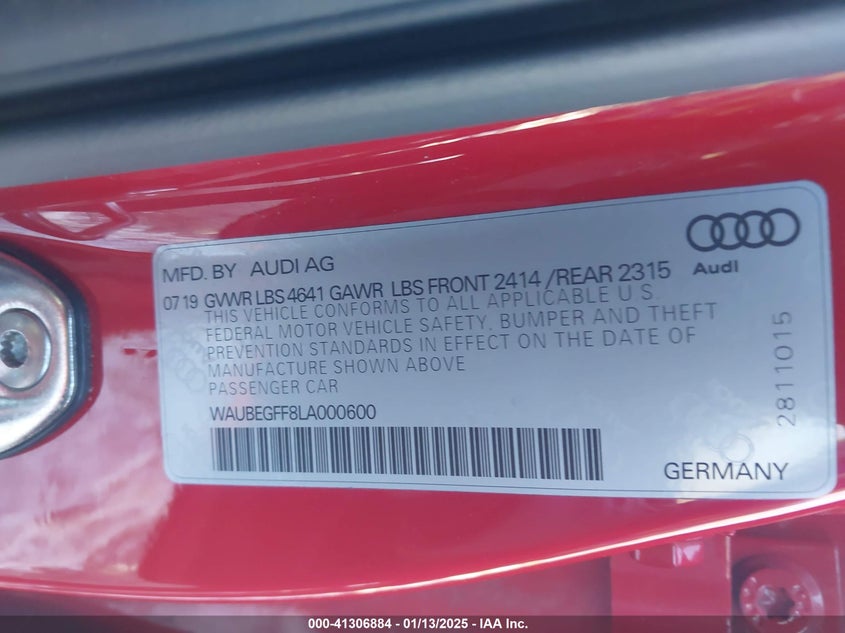 MFD. BY AUDI AG
07 19 GVWR LBS 4641 GAWR LBS FRONT 2414 /REAR 2315
THIS VEHICLE CONFORMS TO ALL APPLICABLE U.S.
FEDERAL MOTOR VEHICLE SAFETY, BUMPER AND THEFT
PREVENTION STANDARDS IN EFFECT ON THE DATE OF
MANUFACTURE SHOWN ABOVE
PASSENGER CAR
WAUBEGFF8LA000600
Audi
2811015
GERMANY
000-41306884 - 01/13/2025 - IAA Inc.